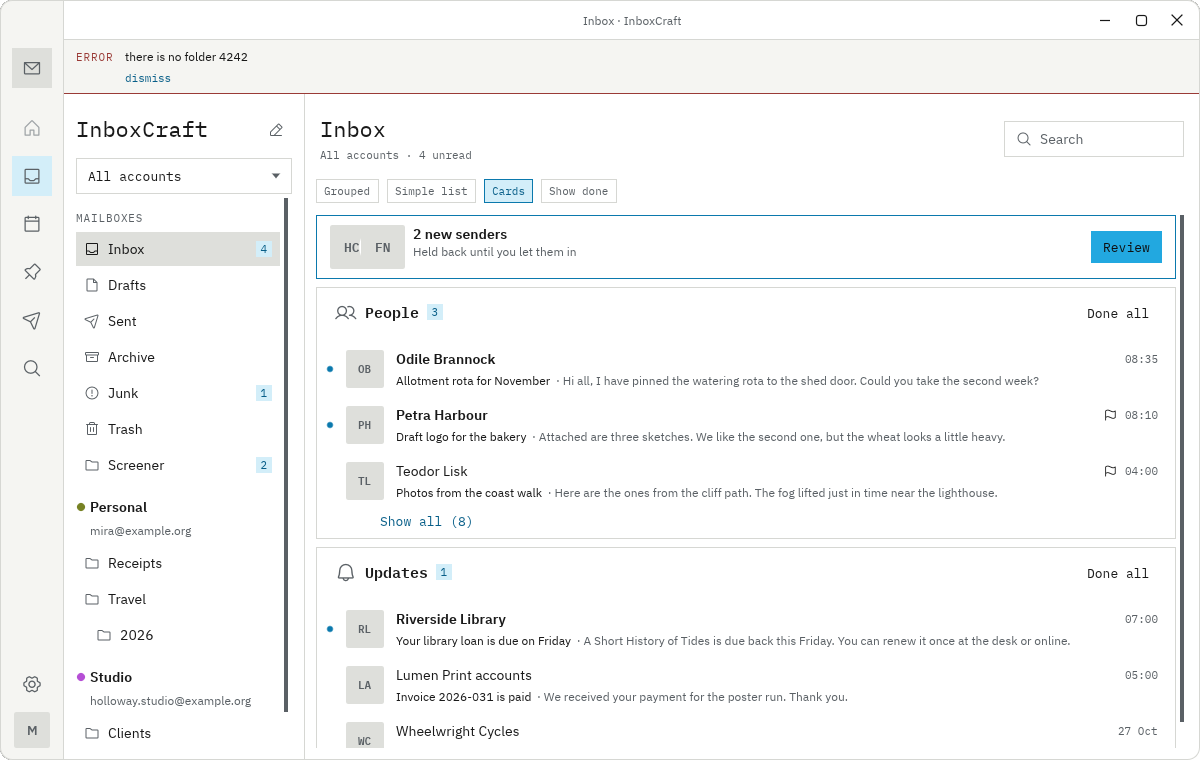 Inbox · InboxCraft
ERROR there is no folder 4242
dismiss
InboxCraft
All accounts
MAILBOXES
Inbox 4
Drafts
Sent
Archive
Junk 1
Trash
Screener 2
Personal
mira@example.org
Receipts
Travel
2026
Studio
holloway.studio@example.org
Clients
M
Inbox
All accounts · 4 unread
Search
Grouped Simple list Cards Show done
HC FN
2 new senders
Held back until you let them in
Review
People 3 Done all
OB
Odile Brannock 08:35
Allotment rota for November · Hi all, I have pinned the watering rota to the shed door. Could you take the second week?
PH
Petra Harbour 08:10
Draft logo for the bakery · Attached are three sketches. We like the second one, but the wheat looks a little heavy.
TL
Teodor Lisk 04:00
Photos from the coast walk · Here are the ones from the cliff path. The fog lifted just in time near the lighthouse.
Show all (8)
Updates 1 Done all
RL
Riverside Library 07:00
Your library loan is due on Friday · A Short History of Tides is due back this Friday. You can renew it once at the desk or online.
LA
Lumen Print accounts 05:00
Invoice 2026-031 is paid · We received your payment for the poster run. Thank you.
WC
Wheelwright Cycles 27 Oct